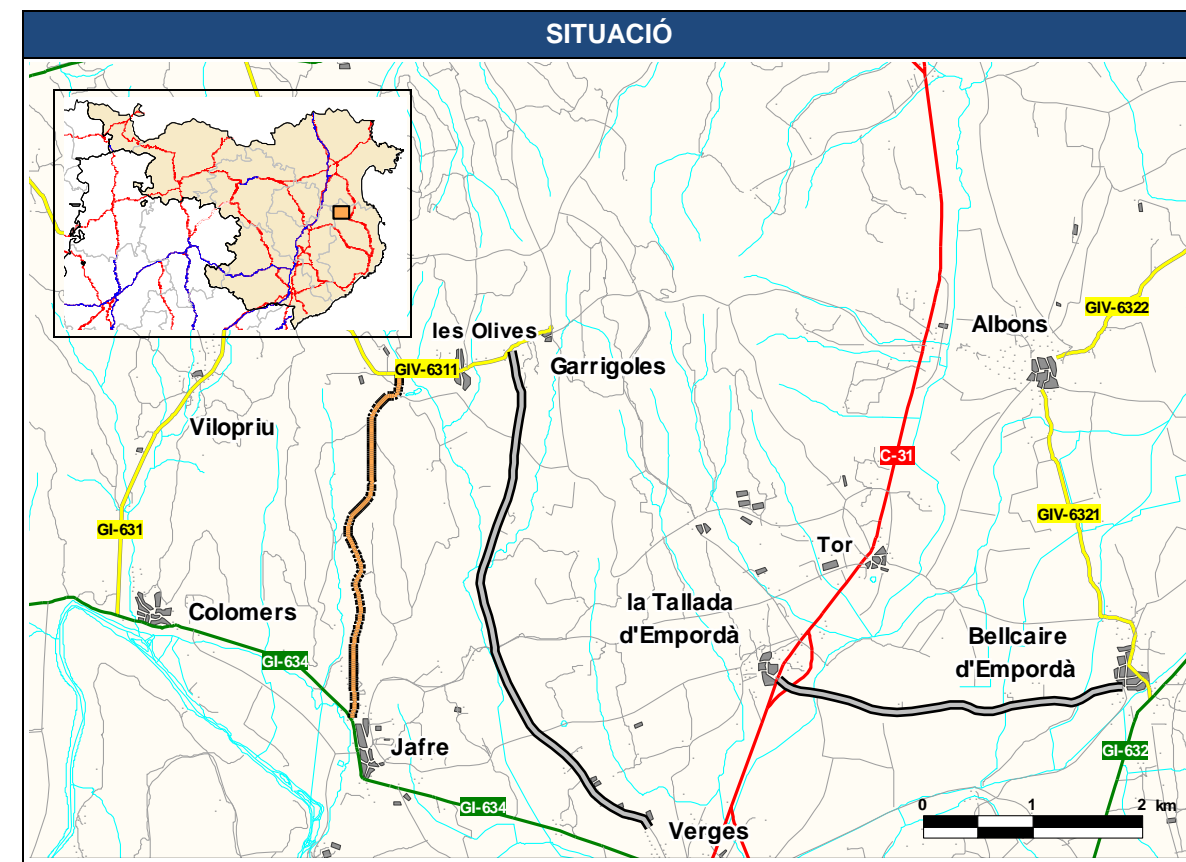 SITUACIÓ
les Olives
GIV-6311
Garrigoles
Albons
GIV-6322
Vilopriu
C-31
GI-631
GIV-6321
Tor
Colomers
la Tallada
d'Empordà
Bellcaire
d'Empordà
GI-634
Jafre
GI-632
GI-634
Verges
0 1 2 km